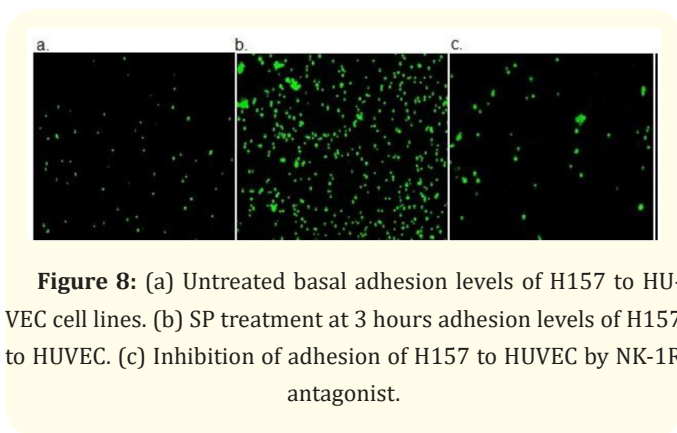 a.
b.
c.
Figure 8: (a) Untreated basal adhesion levels of H157 to HU-
VEC cell lines. (b) SP treatment at 3 hours adhesion levels of H157
to HUVEC. (c) Inhibition of adhesion of H157 to HUVEC by NK-1R
antagonist.